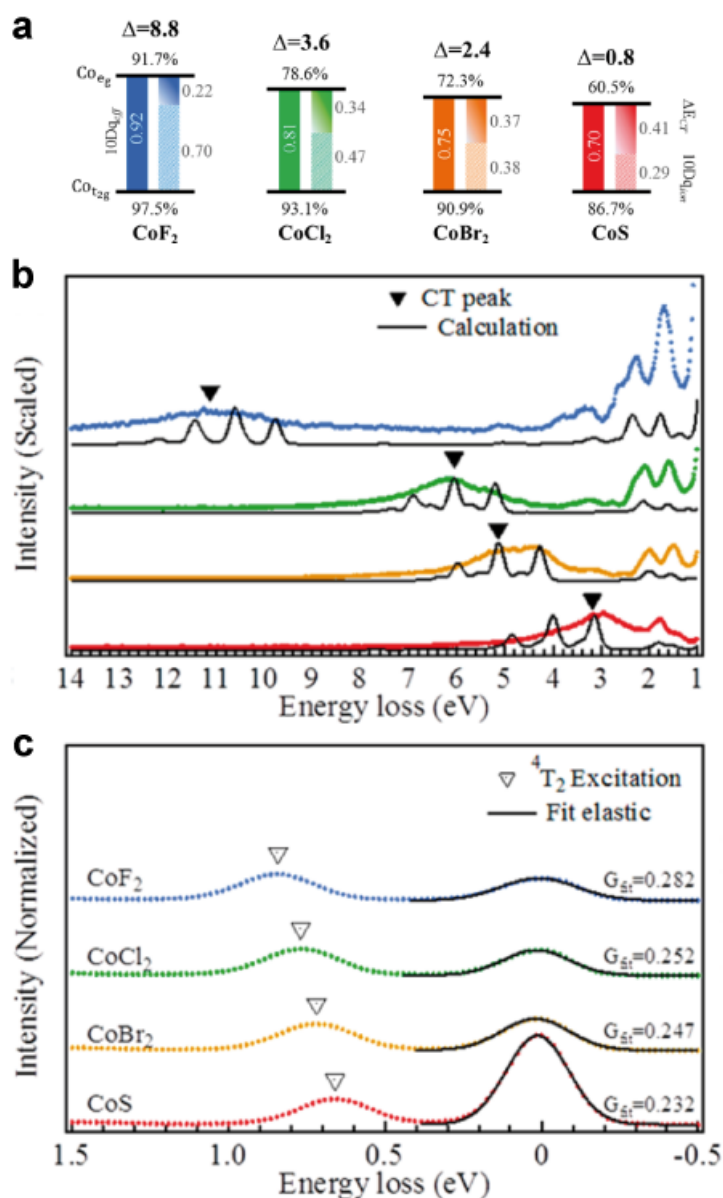 a
Δ=8.8 Δ=3.6 Δ=2.4 Δ=0.8
91.7% 78.6% 72.3% 60.5%
Co_eg
10Dq_eff 0.92 0.22 0.70
0.81 0.34 0.47
0.75 0.37 0.38
0.70 0.41 0.29
ΔE_CT 10Dq_ion
Co_t2g
97.5% 93.1% 90.9% 86.7%
CoF2 CoCl2 CoBr2 CoS
b
▼ CT peak
Calculation
Intensity (Scaled)
14 13 12 11 10 9 8 7 6 5 4 3 2 1
Energy loss (eV)
c
▽ 4T2 Excitation
Fit elastic
Intensity (Normalized)
CoF2 Gfit=0.282
CoCl2 Gfit=0.252
CoBr2 Gfit=0.247
CoS Gfit=0.232
1.5 1.0 0.5 0 -0.5
Energy loss (eV)